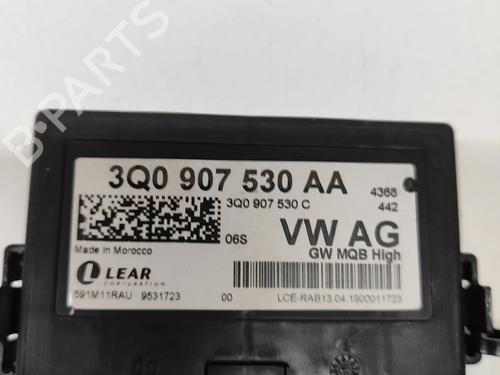 B-PARTS
3Q0 907 530 AA
4368
3Q0 907 530 C
442
06S
VW AG
GW MQB High
Made in Morocco
LEAR
CORPORATION
591M11RAU 9531723
00
LCE-RAB13.04.1900011723